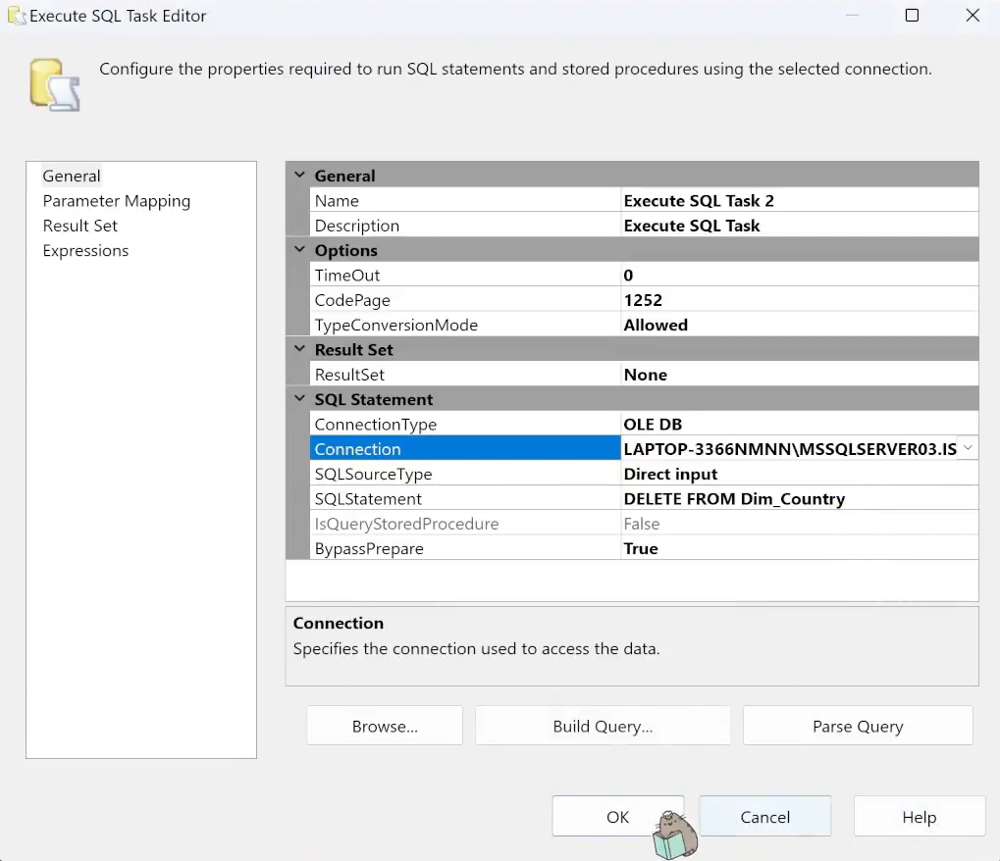 Execute SQL Task Editor
Configure the properties required to run SQL statements and stored procedures using the selected connection.
General
Parameter Mapping
Result Set
Expressions
General
Name Execute SQL Task 2
Description Execute SQL Task
Options
TimeOut 0
CodePage 1252
TypeConversionMode Allowed
Result Set
ResultSet None
SQL Statement
ConnectionType OLE DB
Connection LAPTOP-3366NMNN\MSSQLSERVER03.IS
SQLSourceType Direct input
SQLStatement DELETE FROM Dim_Country
IsQueryStoredProcedure False
BypassPrepare True
Connection
Specifies the connection used to access the data.
Browse... Build Query... Parse Query
OK Cancel Help